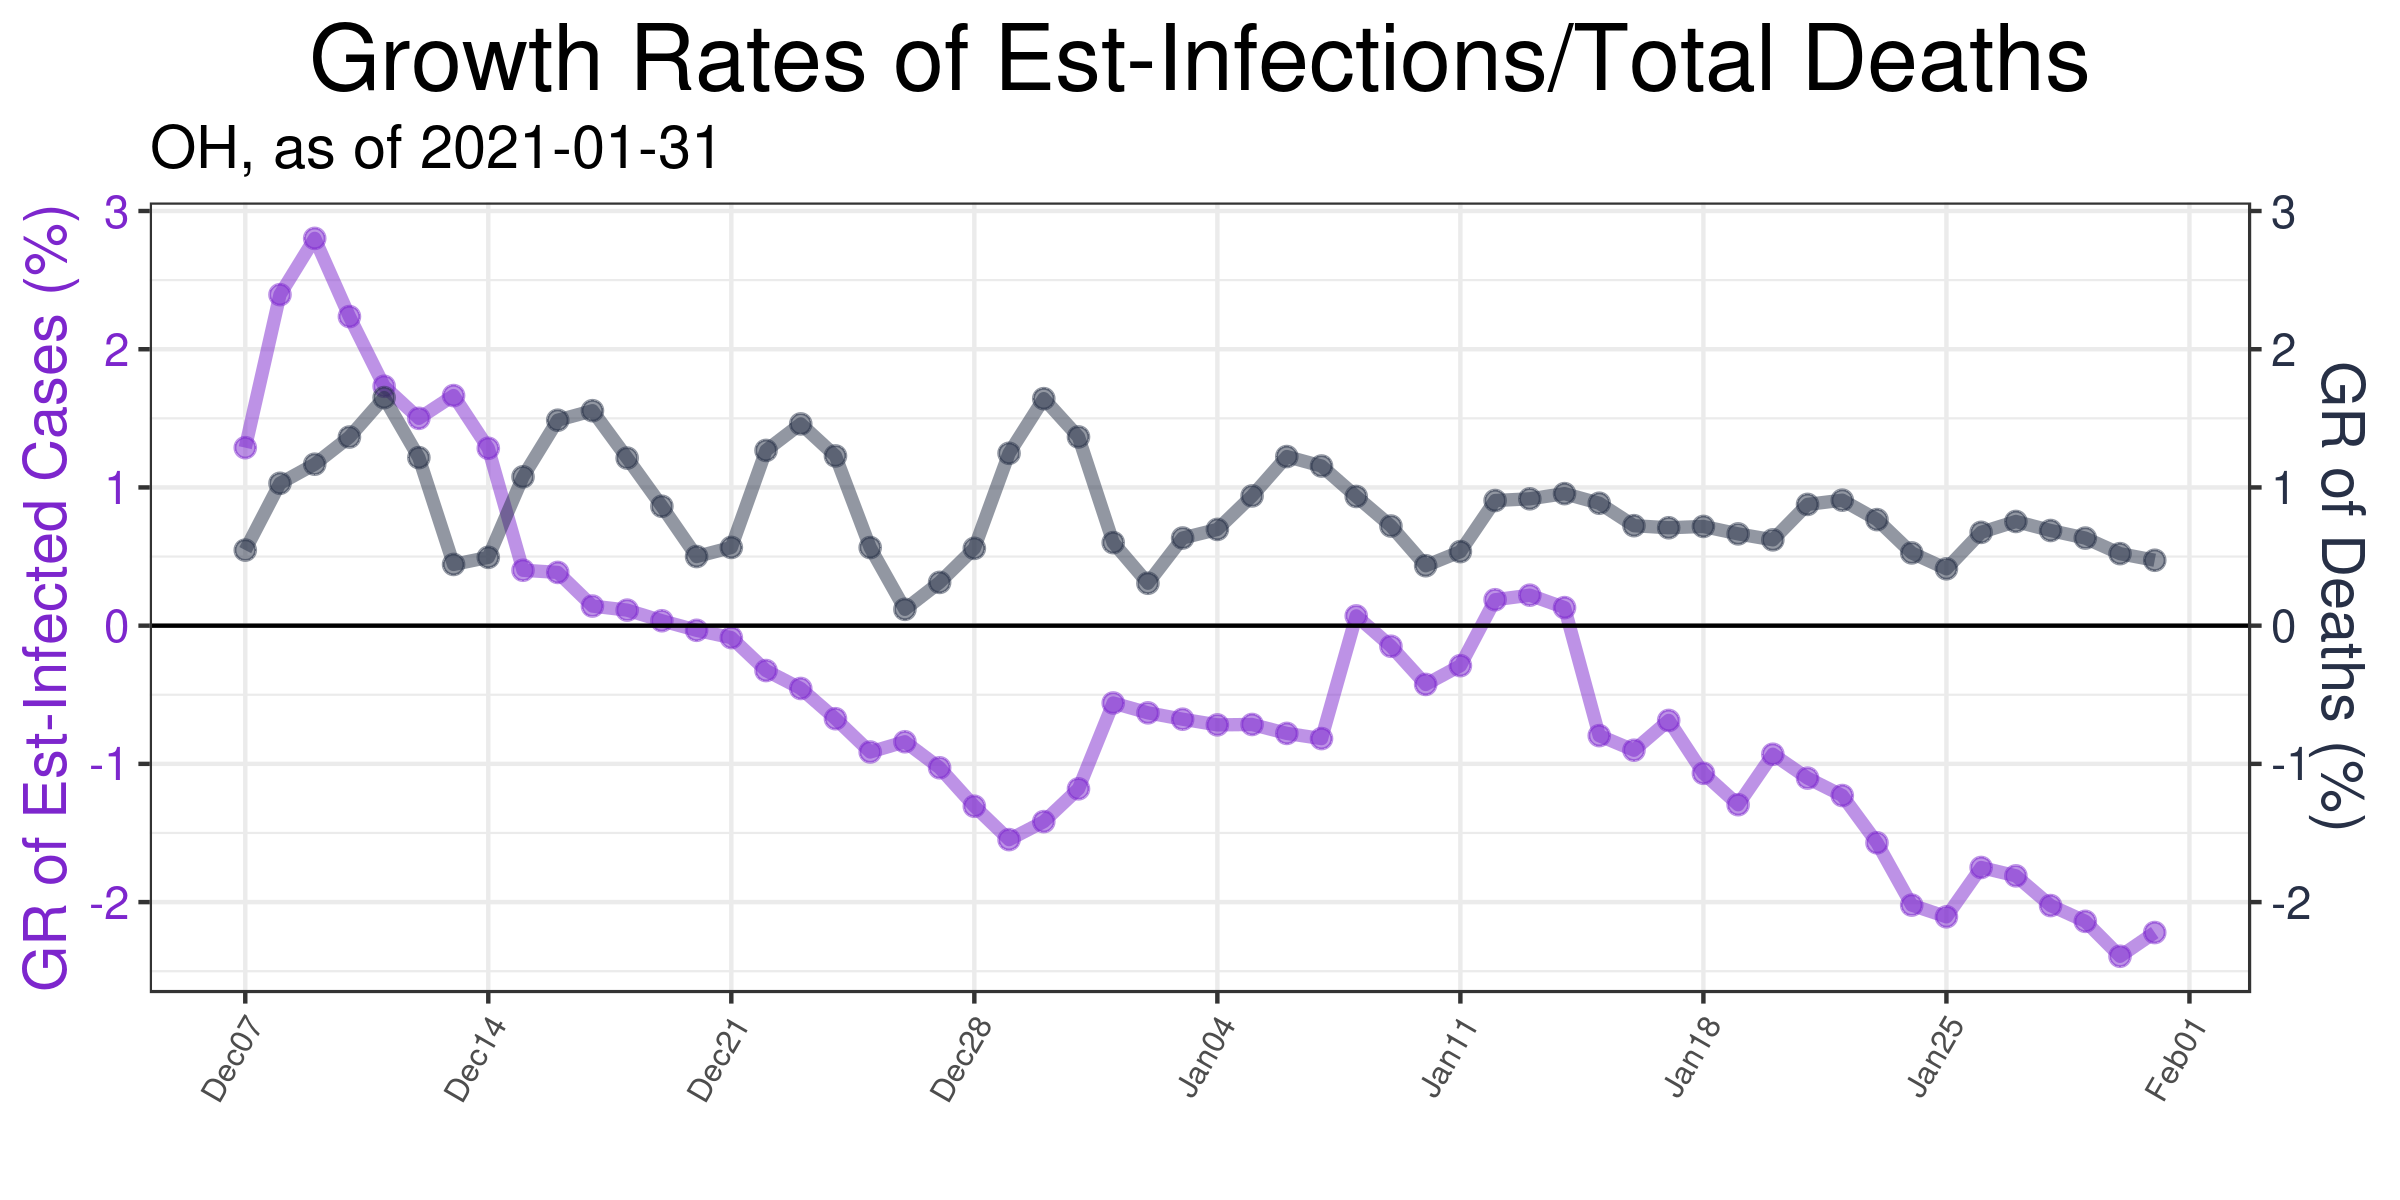 Growth Rates of Est-Infections/Total Deaths
OH, as of 2021-01-31
GR of Est-Infected Cases (%)
3
2
1
0
-1
-2
3
2
1
0
-1
-2
GR of Deaths (%)
Dec07
Dec14
Dec21
Dec28
Jan04
Jan11
Jan18
Jan25
Feb01